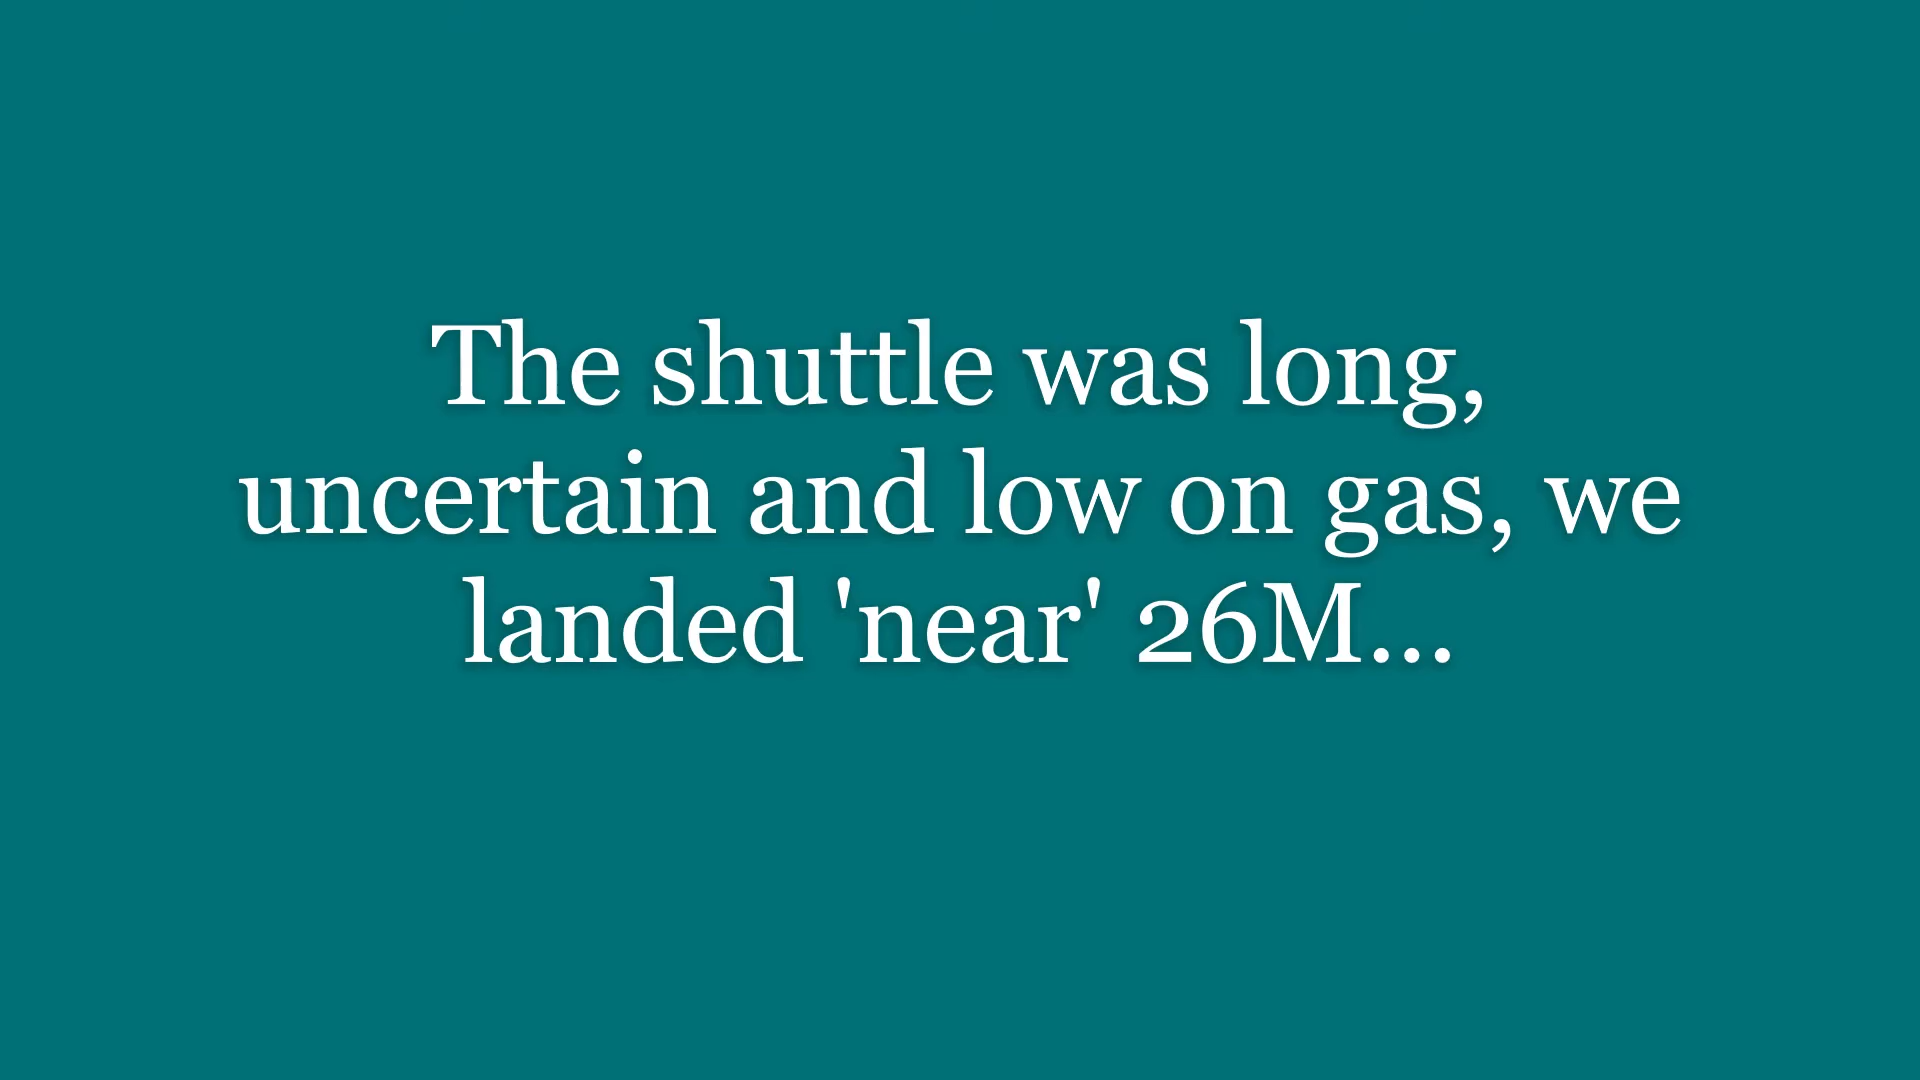 The shuttle was long,
uncertain and low on gas, we
landed 'near' 26M...